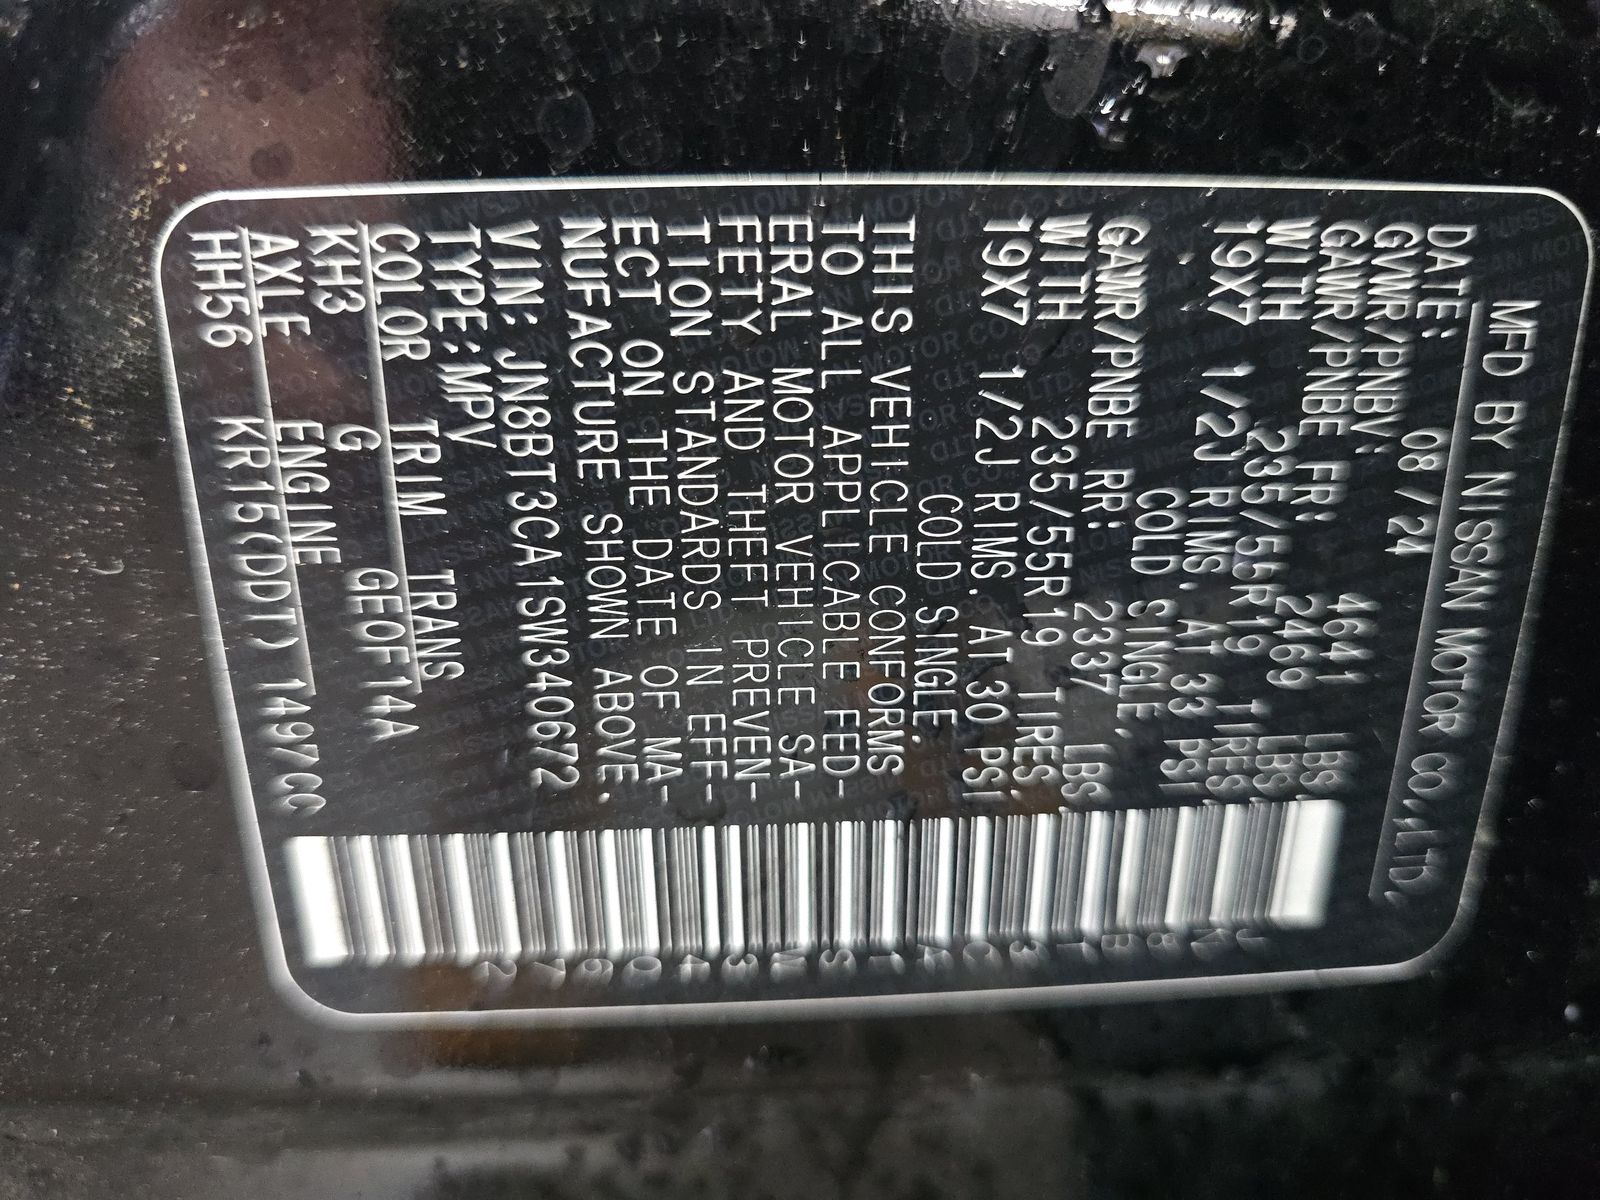 MFD BY NISSAN MOTOR CO.,LTD.
DATE: 08/24
GVWR/PNBV: 4641 LBS
GAWR/PNBE FR: 2469 LBS
WITH 235/55R19 TIRES,
19X7 1/2J RIMS. AT 33 PSI
COLD. SINGLE.
GAWR/PNBE RR: 2337 LBS
WITH 235/55R19 TIRES,
19X7 1/2J RIMS. AT 30 PSI
COLD SINGLE.
THIS VEHICLE CONFORMS
TO ALL APPLICABLE FED-
ERAL MOTOR VEHICLE SA-
FETY AND THEFT PREVEN-
TION STANDARDS IN EFF-
ECT ON THE DATE OF MA-
NUFACTURE SHOWN ABOVE.
VIN: JN8BT3CA1SW340672
TYPE:MPV
COLOR TRIM TRANS
KH3 G GEOF14A
AXLE ENGINE
HH56 KR15(DDT) 1497CC
JN8BT3CA1SW340672